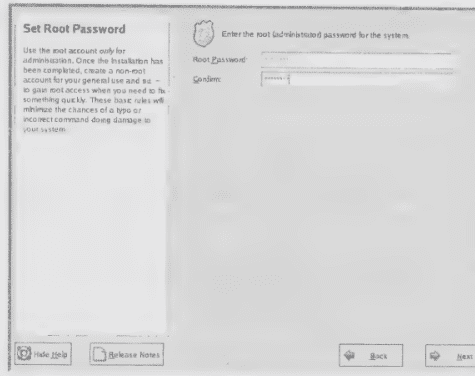 Set Root Password
Use the root account only for
administration. Once the installation has
been completed, create a non-root
account for your general use and su -
to gain root access when you need to fix
something quickly. These basic rules will
minimize the chances of a typo or
incorrect command doing damage to
your system.
Enter the root (administrator) password for the system.
Root Password:
Confirm:
Hide Help
Release Notes
Back
Next